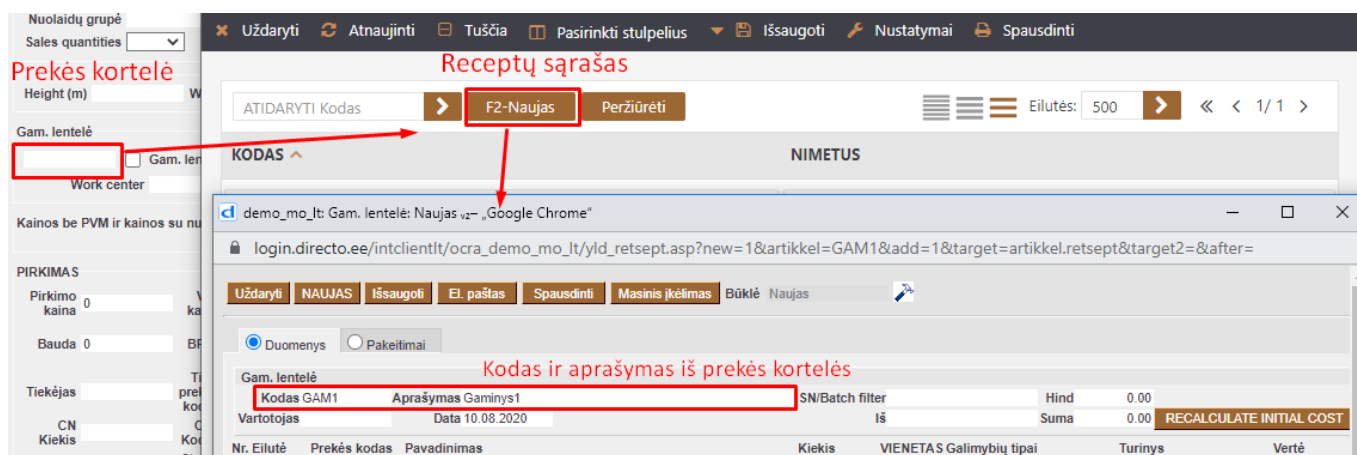 Nuolaidų grupė
Sales quantities
Prekės kortelė
Height (m) W
Gam. lentelė
Gam. len
Work center
Kainos be PVM ir kainos su nu
PIRKIMAS
Pirkimo kaina 0
ka
Bauda 0
Tiekėjas
prek
CN Kiekis
Uždaryti Atnaujinti Tuščia Pasirinkti stulpelius Išsaugoti Nustatymai Spausdinti
Receptų sąrašas
ATIDARYTI Kodas F2-Naujas Peržiūrėti Eilutės: 500 « < 1/ 1 >
KODAS NIMETUS
demo_mo_lt: Gam. lentelė: Naujas v2– „Google Chrome“
login.directo.ee/intclientlt/ocra_demo_mo_lt/yld_retsept.asp?new=1&artikkel=GAM1&add=1&target=artikkel.retsept&target2=&after=
Uždaryti NAUJAS Išsaugoti El. paštas Spausdinti Masinis įkėlimas Būklė Naujas
Duomenys Pakeitimai
Kodas ir aprašymas iš prekės kortelės
Gam. lentelė
Kodas GAM1 Aprašymas Gaminys1 SN/Batch filter Hind 0.00
Vartotojas Data 10.08.2020 Iš Suma 0.00 RECALCULATE INITIAL COST
Nr. Eilutė Prekės kodas Pavadinimas Kiekis VIENETAS Galimybių tipai Turinys Vertė